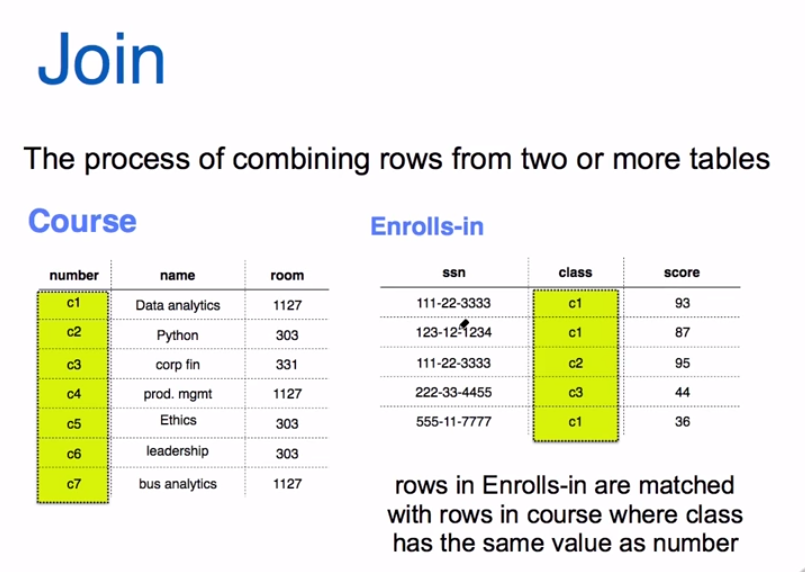 Join
The process of combining rows from two or more tables
Course
number name room
c1 Data analytics 1127
c2 Python 303
c3 corp fin 331
c4 prod. mgmt 1127
c5 Ethics 303
c6 leadership 303
c7 bus analytics 1127
Enrolls-in
ssn class score
111-22-3333 c1 93
123-12-1234 c1 87
111-22-3333 c2 95
222-33-4455 c3 44
555-11-7777 c1 36
rows in Enrolls-in are matched
with rows in course where class
has the same value as number